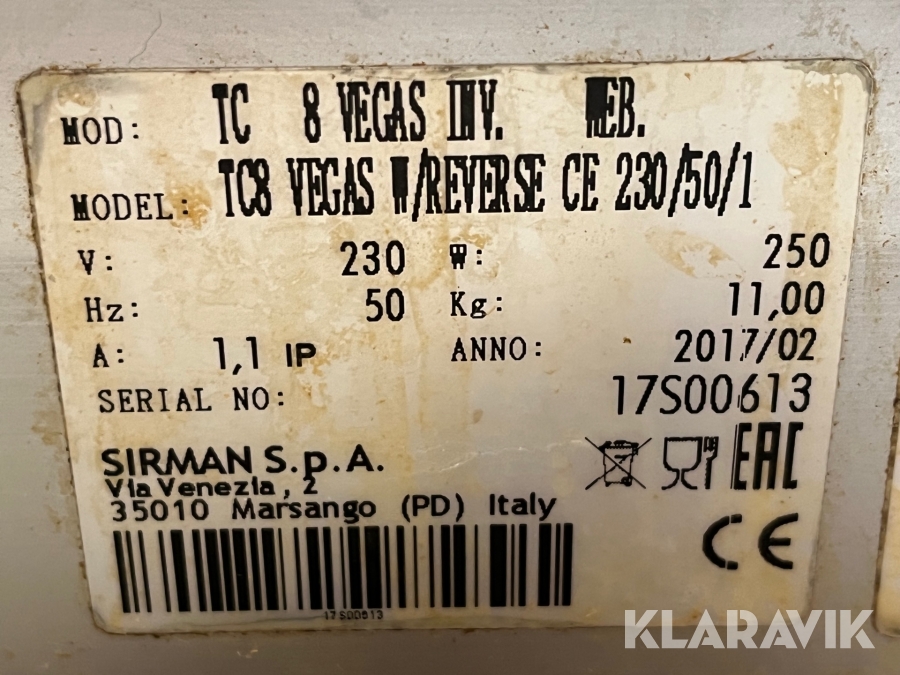 MOD: TC 8 VEGAS INV. WEB.
MODEL: TC8 VEGAS W/REVERSE CE 230/50/1
V: 230 W: 250
Hz: 50 Kg: 11,00
A: 1,1 IP ANNO: 2017/02
SERIAL NO: 17S00613
SIRMAN S.p.A.
Via Venezia, 2
35010 Marsango (PD) Italy
EAC
CE
17S00613
KLARAVIK